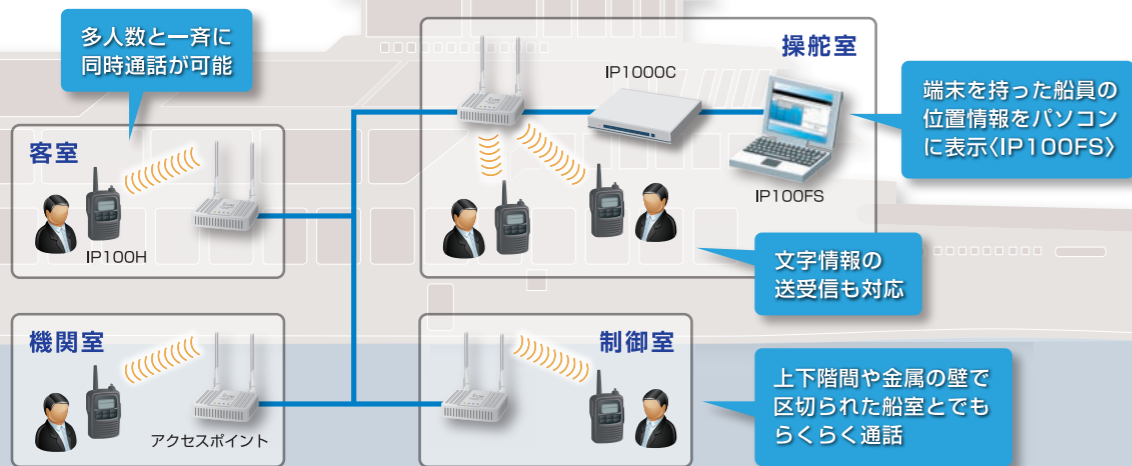 多人数と一斉に
同時通話が可能
操舵室
IP1000C
端末を持った船員の
位置情報をパソコン
に表示〈IP100FS〉
客室
IP100FS
IP100H
文字情報の
送受信も対応
機関室
制御室
上下階間や金属の壁で
区切られた船室とでも
らくらく通話
アクセスポイント